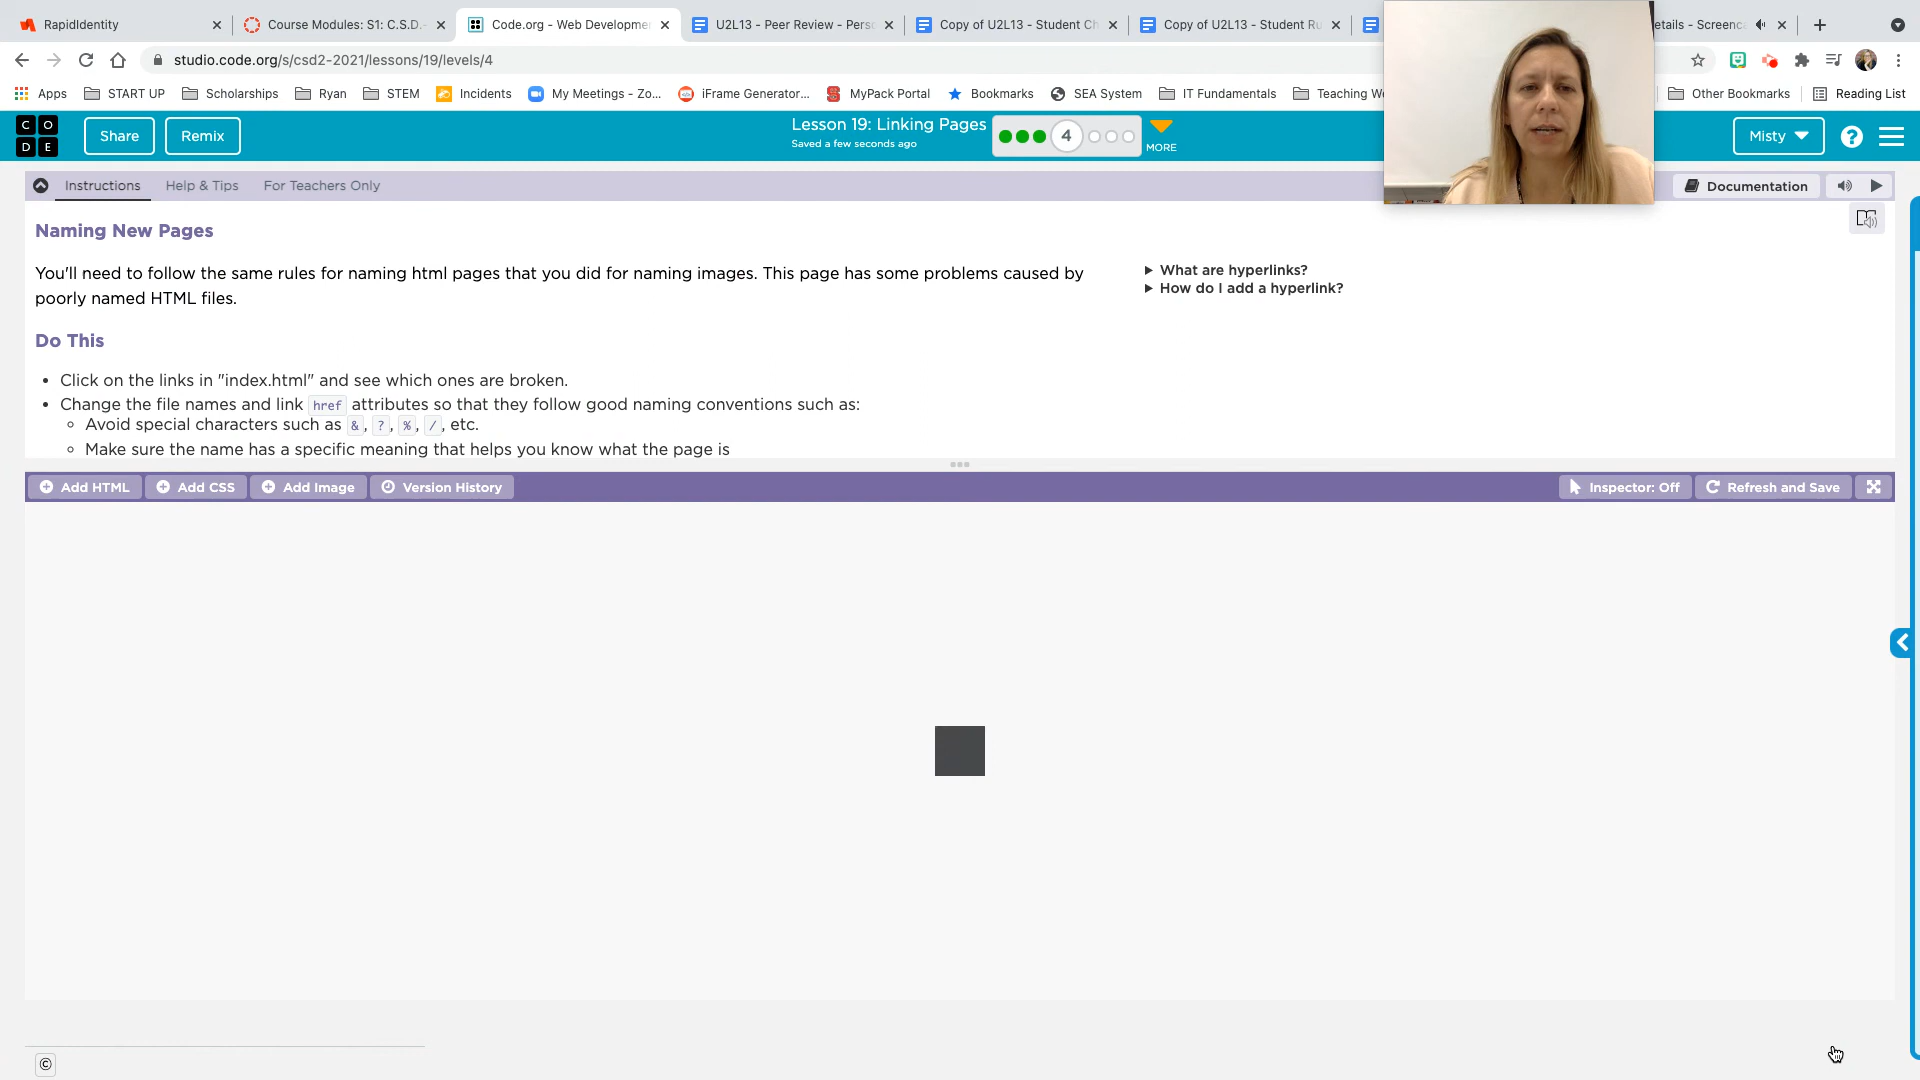 RapidIdentity
Course Modules: S1: C.S.D.-
Code.org - Web Developme
U2L13 - Peer Review - Pers
Copy of U2L13 - Student Ch
Copy of U2L13 - Student Ru
etails - Screenca
studio.code.org/s/csd2-2021/lessons/19/levels/4
Apps START UP Scholarships Ryan STEM Incidents My Meetings - Zo... iFrame Generator... MyPack Portal Bookmarks SEA System IT Fundamentals Teaching We Other Bookmarks Reading List
C O
D E
Share
Remix
Lesson 19: Linking Pages
Saved a few seconds ago
4
MORE
Misty
?
Instructions Help & Tips For Teachers Only
Documentation
Naming New Pages
You'll need to follow the same rules for naming html pages that you did for naming images. This page has some problems caused by
poorly named HTML files.
What are hyperlinks?
How do I add a hyperlink?
Do This
• Click on the links in "index.html" and see which ones are broken.
• Change the file names and link href attributes so that they follow good naming conventions such as:
Avoid special characters such as &, ?, %, /, etc.
Make sure the name has a specific meaning that helps you know what the page is
Add HTML Add CSS Add Image Version History
Inspector: Off Refresh and Save
©